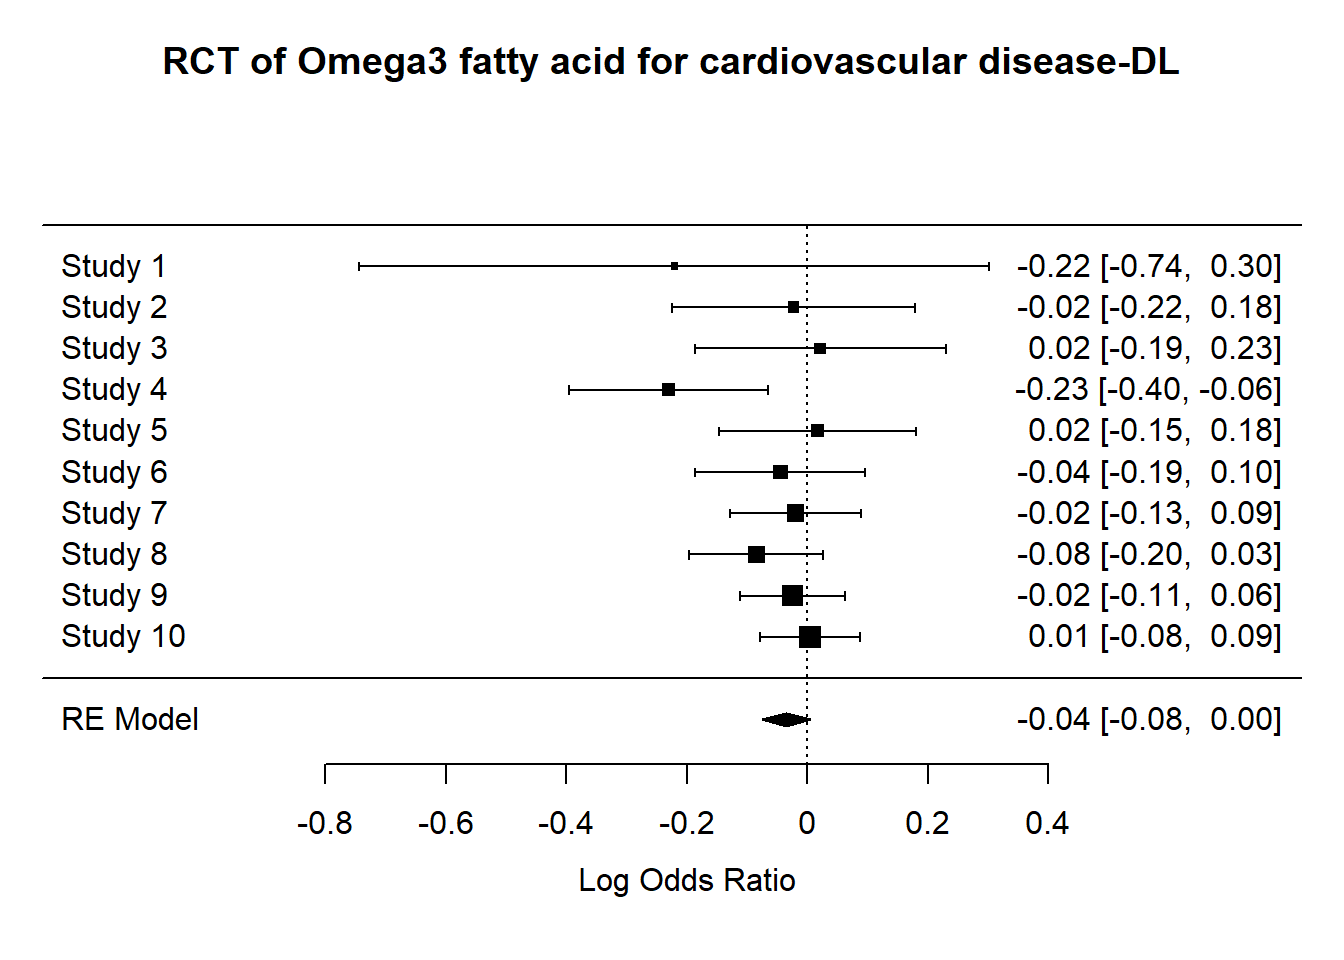 RCT of Omega3 fatty acid for cardiovascular disease-DL
Study 1 -0.22 [-0.74, 0.30]
Study 2 -0.02 [-0.22, 0.18]
Study 3 0.02 [-0.19, 0.23]
Study 4 -0.23 [-0.40, -0.06]
Study 5 0.02 [-0.15, 0.18]
Study 6 -0.04 [-0.19, 0.10]
Study 7 -0.02 [-0.13, 0.09]
Study 8 -0.08 [-0.20, 0.03]
Study 9 -0.02 [-0.11, 0.06]
Study 10 0.01 [-0.08, 0.09]
RE Model -0.04 [-0.08, 0.00]
-0.8 -0.6 -0.4 -0.2 0 0.2 0.4
Log Odds Ratio